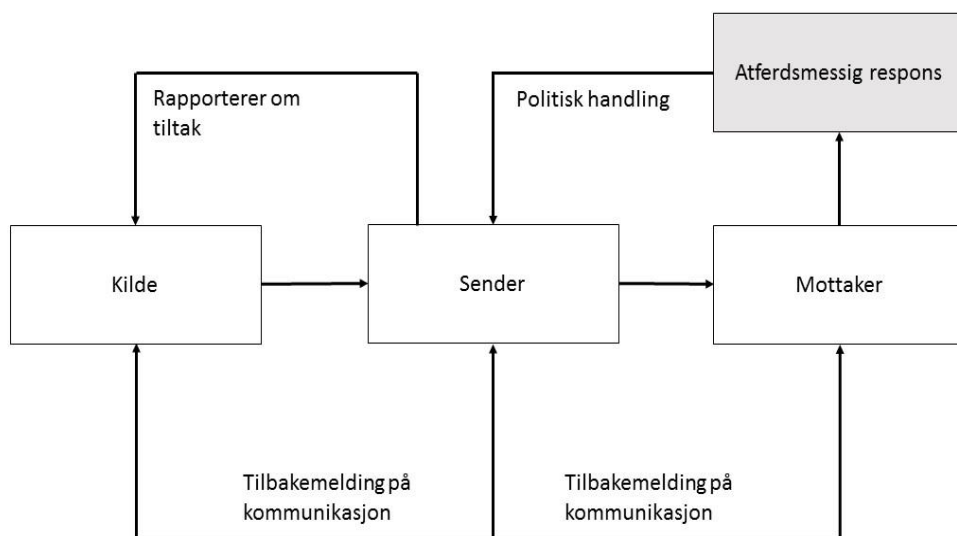 Atferdsmessig respons
Rapporterer om
tiltak
Politisk handling
Kilde
Sender
Mottaker
Tilbakemelding på
kommunikasjon
Tilbakemelding på
kommunikasjon